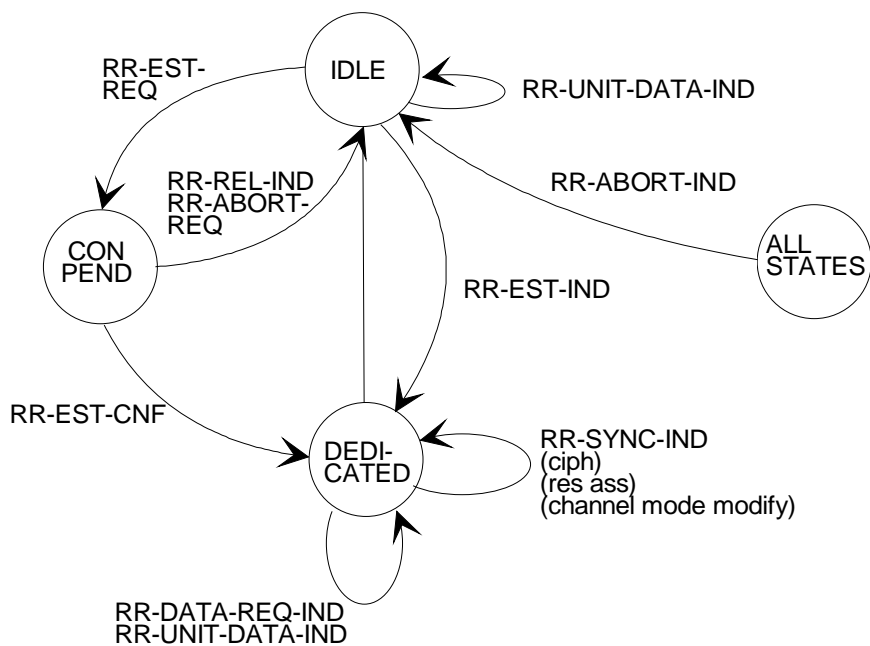 IDLE
RR-EST-
REQ
RR-UNIT-DATA-IND
RR-REL-IND
RR-ABORT-
REQ
RR-ABORT-IND
CON
PEND
ALL
STATES
RR-EST-IND
RR-EST-CNF
DEDI-
CATED
RR-SYNC-IND
(ciph)
(res ass)
(channel mode modify)
RR-DATA-REQ-IND
RR-UNIT-DATA-IND